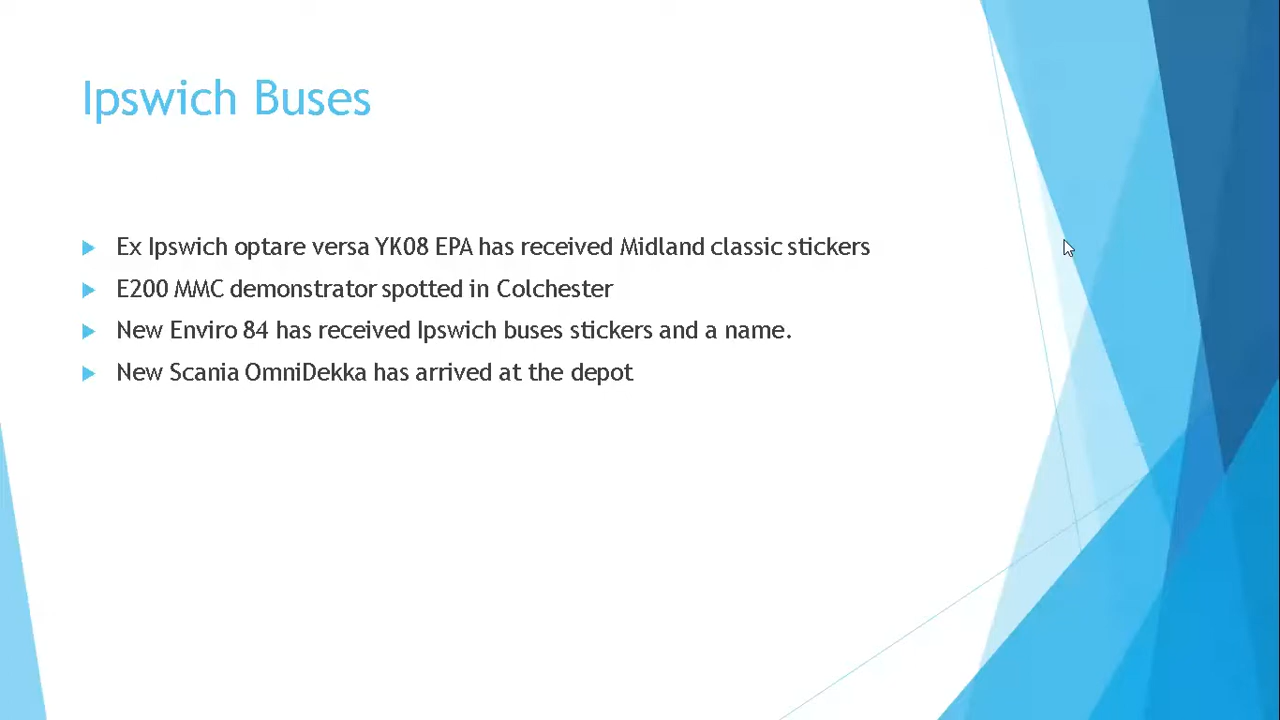 Ipswich Buses
Ex Ipswich optare versa YK08 EPA has received Midland classic stickers
E200 MMC demonstrator spotted in Colchester
New Enviro 84 has received Ipswich buses stickers and a name.
New Scania OmniDekka has arrived at the depot